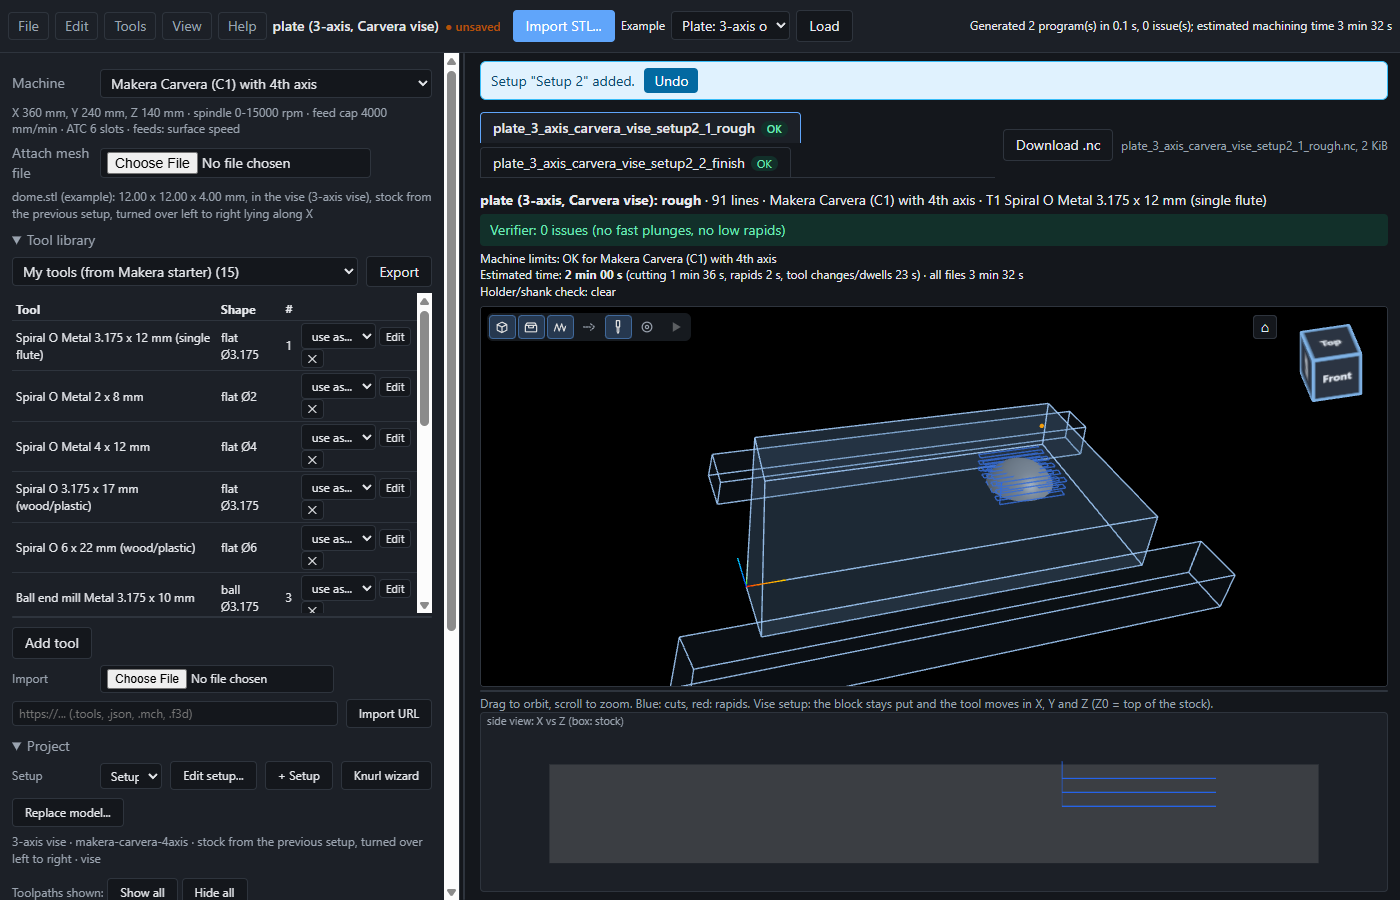 File Edit Tools View Help plate (3-axis, Carvera vise) • unsaved Import STL... Example Plate: 3-axis o Load Generated 2 program(s) in 0.1 s, 0 issue(s); estimated machining time 3 min 32 s
Machine Makera Carvera (C1) with 4th axis
X 360 mm, Y 240 mm, Z 140 mm · spindle 0-15000 rpm · feed cap 4000
mm/min · ATC 6 slots · feeds: surface speed
Attach mesh
file
Choose File No file chosen
dome.stl (example): 12.00 x 12.00 x 4.00 mm, in the vise (3-axis vise), stock from
the previous setup, turned over left to right lying along X
▼ Tool library
My tools (from Makera starter) (15) Export
Tool Shape #
Spiral O Metal 3.175 x 12 mm (single
flute)
flat
Ø3.175
1 use as... Edit
×
Spiral O Metal 2 x 8 mm flat Ø2 use as... Edit
×
Spiral O Metal 4 x 12 mm flat Ø4 use as... Edit
×
Spiral O 3.175 x 17 mm
(wood/plastic)
flat
Ø3.175
use as... Edit
×
Spiral O 6 x 22 mm (wood/plastic) flat Ø6 use as... Edit
×
Ball end mill Metal 3.175 x 10 mm
ball
Ø3.175
3 use as... Edit
×
Add tool
Import Choose File No file chosen
https://... (.tools, .json, .mch, .f3d) Import URL
▼ Project
Setup Setup Edit setup... + Setup Knurl wizard
Replace model...
3-axis vise · makera-carvera-4axis · stock from the previous setup, turned over
left to right · vise
Toolpaths shown: Show all Hide all
Setup "Setup 2" added. Undo
plate_3_axis_carvera_vise_setup2_1_rough OK
plate_3_axis_carvera_vise_setup2_2_finish OK
Download .nc plate_3_axis_carvera_vise_setup2_1_rough.nc, 2 KiB
plate (3-axis, Carvera vise): rough · 91 lines · Makera Carvera (C1) with 4th axis · T1 Spiral O Metal 3.175 x 12 mm (single flute)
Verifier: 0 issues (no fast plunges, no low rapids)
Machine limits: OK for Makera Carvera (C1) with 4th axis
Estimated time: 2 min 00 s (cutting 1 min 36 s, rapids 2 s, tool changes/dwells 23 s) · all files 3 min 32 s
Holder/shank check: clear
Top
Front
Drag to orbit, scroll to zoom. Blue: cuts, red: rapids. Vise setup: the block stays put and the tool moves in X, Y and Z (Z0 = top of the stock).
side view: X vs Z (box: stock)